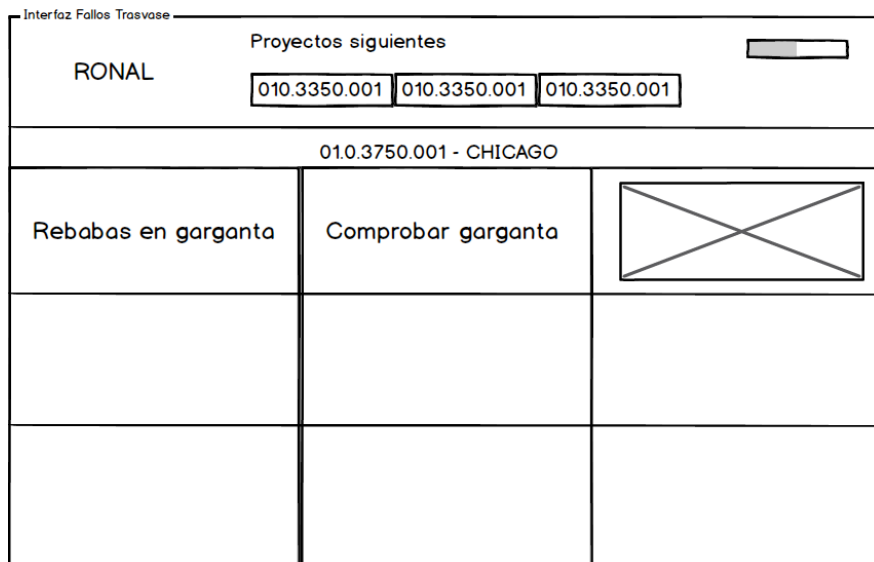 Interfaz Fallos Trasvase
RONAL
Proyectos siguientes
010.3350.001 010.3350.001 010.3350.001
01.0.3750.001 - CHICAGO
Rebabas en garganta
Comprobar garganta